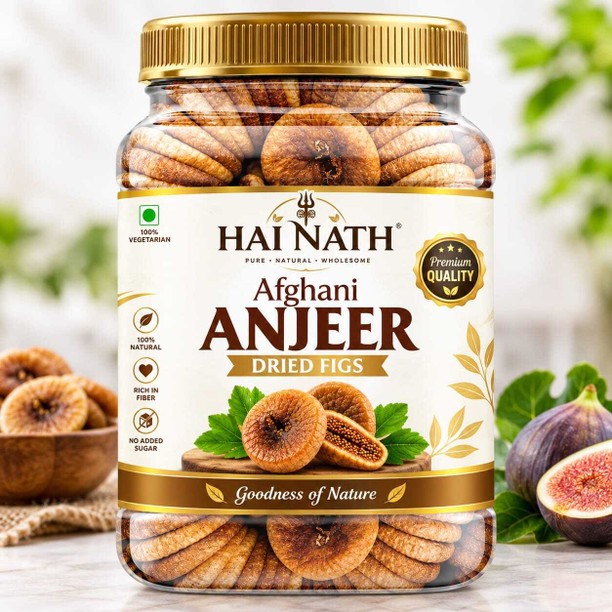 100%
VEGETARIAN
HAI NATH®
PURE • NATURAL • WHOLESOME
Premium
QUALITY
Afghani
ANJEER
DRIED FIGS
100%
NATURAL
RICH IN
FIBER
NO ADDED
SUGAR
Goodness of Nature